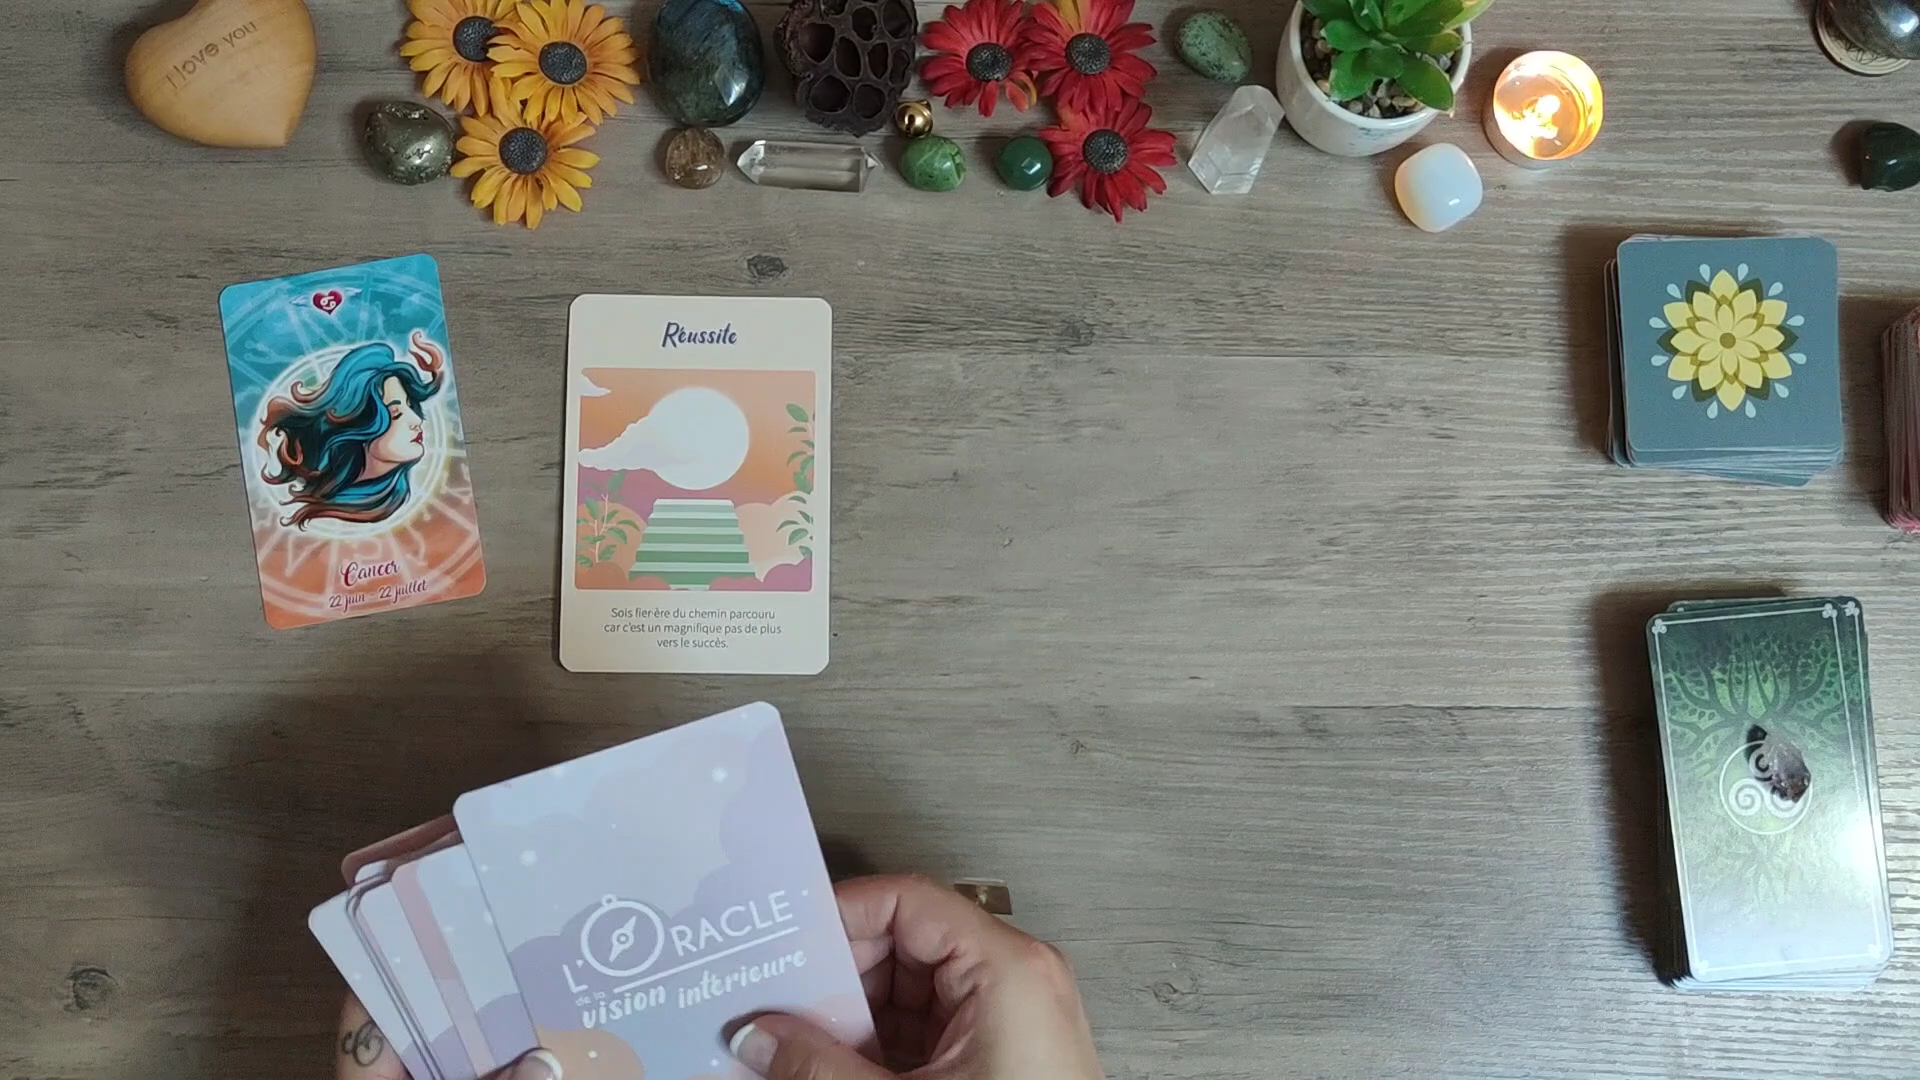 I love you
Cancer
22 juin - 22 juillet
Réussite
Sois fier·ère du chemin parcouru
car c'est un magnifique pas de plus
vers le succès.
L'ORACLE
de la
vision intérieure